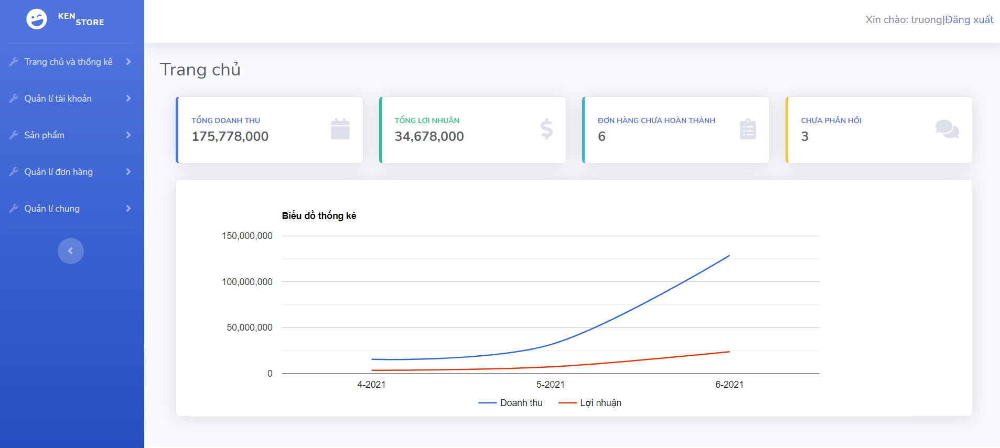 KEN STORE
Xin chào: truong|Đăng xuất
Trang chủ và thống kê
Quản lí tài khoản
Sản phẩm
Quản lí đơn hàng
Quản lí chung
Trang chủ
TỔNG DOANH THU
175,778,000
TỔNG LỢI NHUẬN
34,678,000
ĐƠN HÀNG CHƯA HOÀN THÀNH
6
CHƯA PHẢN HỒI
3
Biểu đồ thống kê
150,000,000
100,000,000
50,000,000
0
4-2021 5-2021 6-2021
Doanh thu Lợi nhuận